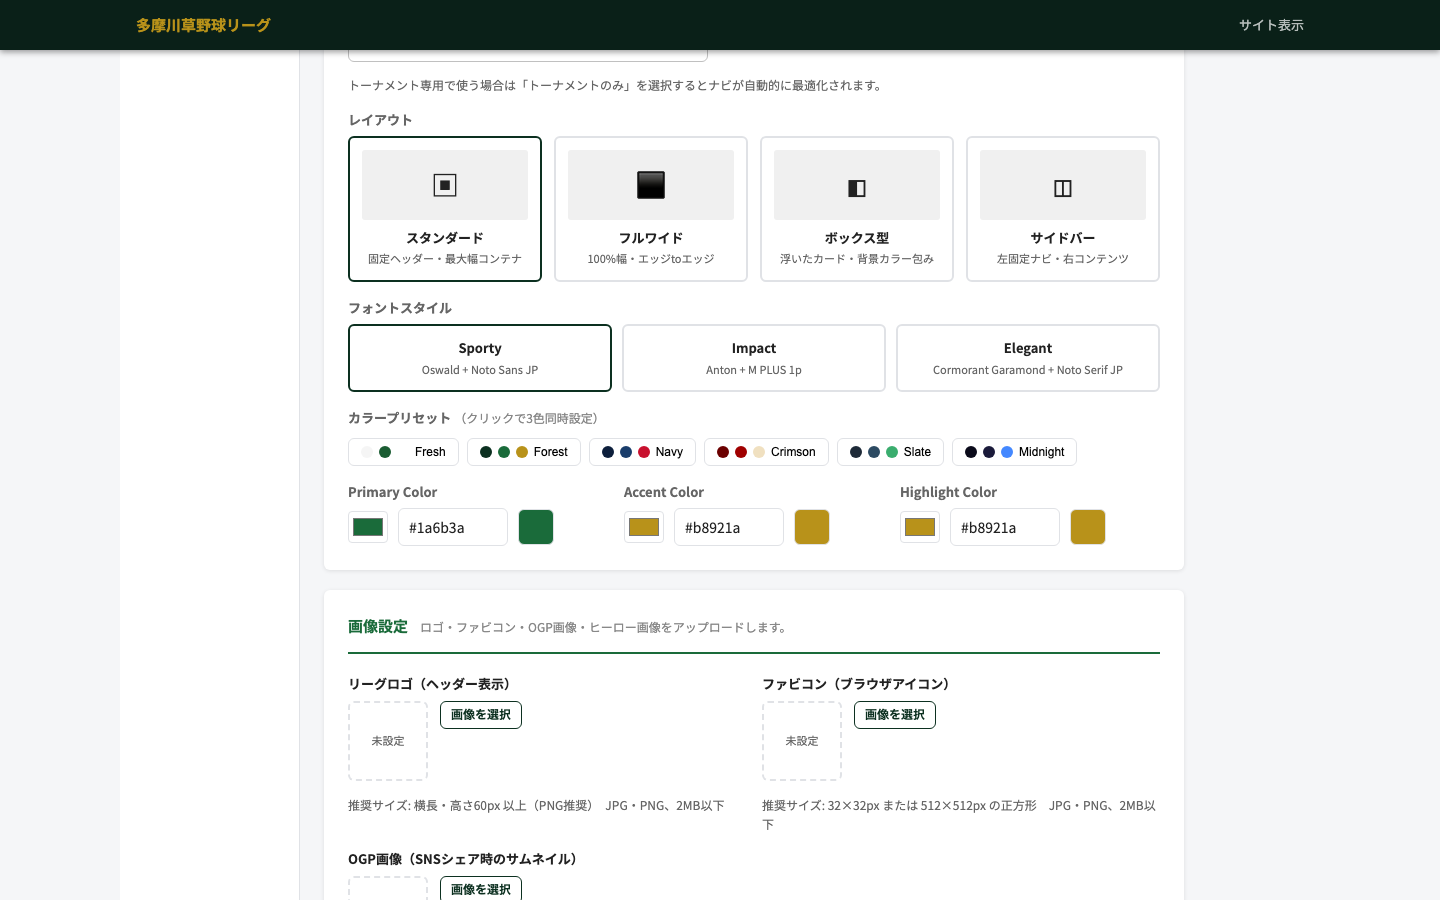 多摩川草野球リーグ
サイト表示
トーナメント専用で使う場合は「トーナメントのみ」を選択するとナビが自動的に最適化されます。
レイアウト
スタンダード
固定ヘッダー・最大幅コンテナ
フルワイド
100%幅・エッジtoエッジ
ボックス型
浮いたカード・背景カラー包み
サイドバー
左固定ナビ・右コンテンツ
フォントスタイル
Sporty
Oswald + Noto Sans JP
Impact
Anton + M PLUS 1p
Elegant
Cormorant Garamond + Noto Serif JP
カラープリセット （クリックで3色同時設定）
Fresh
Forest
Navy
Crimson
Slate
Midnight
Primary Color
#1a6b3a
Accent Color
#b8921a
Highlight Color
#b8921a
画像設定 ロゴ・ファビコン・OGP画像・ヒーロー画像をアップロードします。
リーグロゴ（ヘッダー表示）
未設定
画像を選択
推奨サイズ: 横長・高さ60px 以上（PNG推奨） JPG・PNG、2MB以下
ファビコン（ブラウザアイコン）
未設定
画像を選択
推奨サイズ: 32×32px または 512×512px の正方形 JPG・PNG、2MB以
下
OGP画像（SNSシェア時のサムネイル）
画像を選択